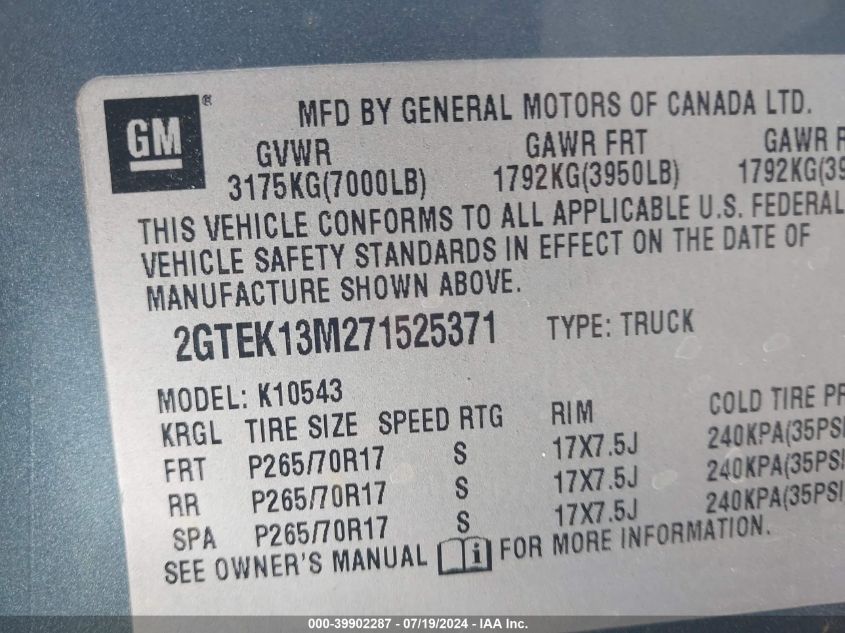 GM®
MFD BY GENERAL MOTORS OF CANADA LTD.
GVWR GAWR FRT GAWR
3175KG(7000LB) 1792KG(3950LB) 1792KG(39
THIS VEHICLE CONFORMS TO ALL APPLICABLE U.S. FEDERAL
VEHICLE SAFETY STANDARDS IN EFFECT ON THE DATE OF
MANUFACTURE SHOWN ABOVE.
2GTEK13M271525371 TYPE: TRUCK
MODEL: K10543
KRGL TIRE SIZE SPEED RTG RIM COLD TIRE PR
FRT P265/70R17 S 17X7.5J 240KPA(35PSI
RR P265/70R17 S 17X7.5J 240KPA(35PSI
SPA P265/70R17 S 17X7.5J 240KPA(35PSI
SEE OWNER'S MANUAL i FOR MORE INFORMATION.
000-39902287 - 07/19/2024 - IAA Inc.